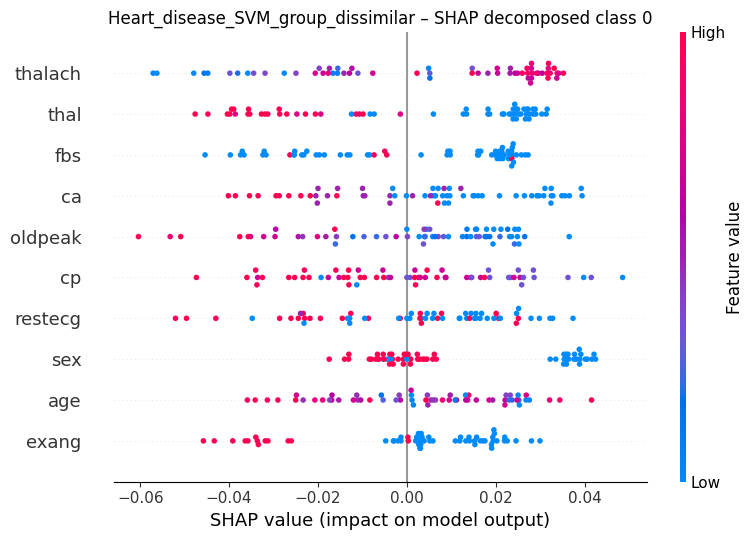 Heart_disease_SVM_group_dissimilar – SHAP decomposed class 0
High
thalach
thal
fbs
ca
oldpeak
cp
restecg
sex
age
exang
Feature value
Low
−0.06 −0.04 −0.02 0.00 0.02 0.04
SHAP value (impact on model output)